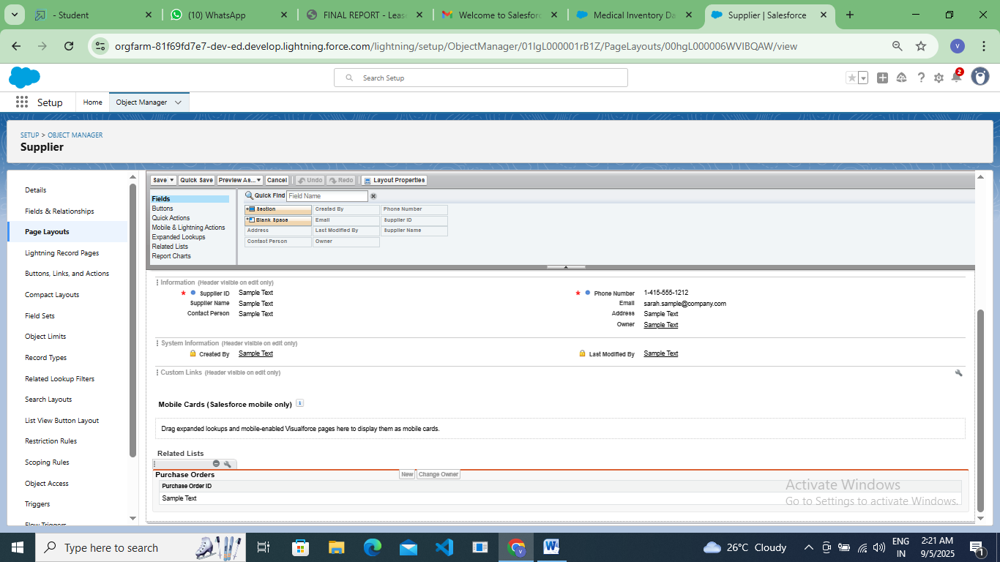 - Student
(10) WhatsApp
FINAL REPORT - Leas
Welcome to Salesforc
Medical Inventory Da
Supplier | Salesforce
orgfarm-81f69fd7e7-dev-ed.develop.lightning.force.com/lightning/setup/ObjectManager/01IgL000001rB1Z/PageLayouts/00hgL000006WVIBQAW/view
V
Search Setup
2
Setup
Home
Object Manager
SETUP > OBJECT MANAGER
Supplier
Details
Fields & Relationships
Page Layouts
Lightning Record Pages
Buttons, Links, and Actions
Compact Layouts
Field Sets
Object Limits
Record Types
Related Lookup Filters
Search Layouts
List View Button Layout
Restriction Rules
Scoping Rules
Object Access
Triggers
Flow Triggers
Save Quick Save Preview As... Cancel Undo Redo Layout Properties
Fields
Buttons
Quick Actions
Mobile & Lightning Actions
Expanded Lookups
Related Lists
Report Charts
Quick Find Field Name
Section Created By Phone Number
Blank Space Email Supplier ID
Address Last Modified By Supplier Name
Contact Person Owner
Information (Header visible on edit only)
* Supplier ID Sample Text * Phone Number 1-415-555-1212
Supplier Name Sample Text Email sarah.sample@company.com
Contact Person Sample Text Address Sample Text
Owner Sample Text
System Information (Header visible on edit only)
Created By Sample Text Last Modified By Sample Text
Custom Links (Header visible on edit only)
Mobile Cards (Salesforce mobile only) i
Drag expanded lookups and mobile-enabled Visualforce pages here to display them as mobile cards.
Related Lists
Purchase Orders New Change Owner
Purchase Order ID
Sample Text
Activate Windows
Go to Settings to activate Windows.
Type here to search
26°C Cloudy
ENG
IN
2:21 AM
9/5/2025
1